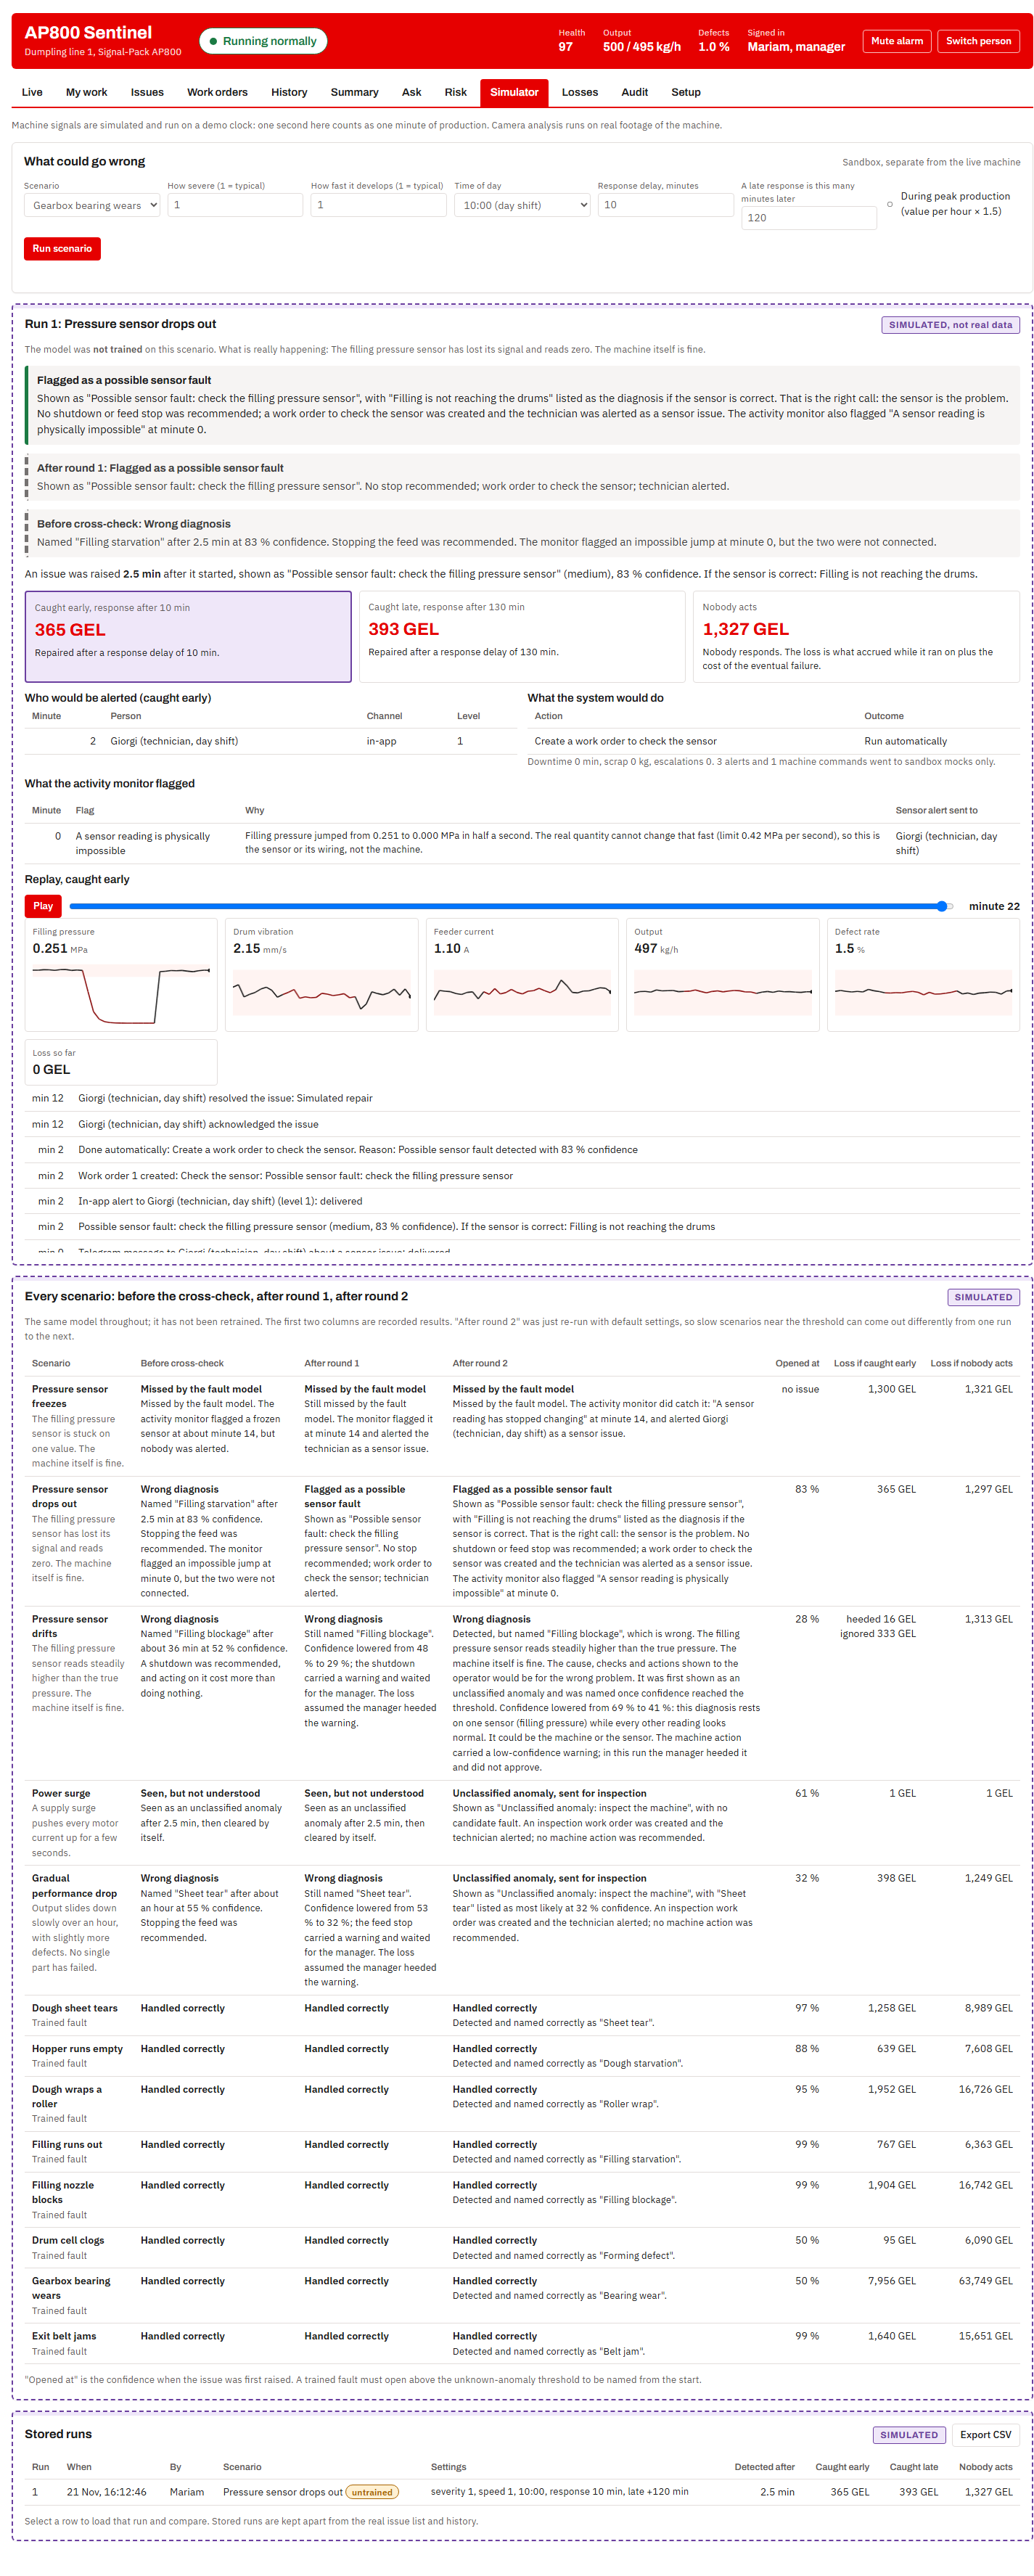 AP800 Sentinel
Dumpling line 1, Signal-Pack AP800
Running normally
Health
97
Output
500 / 495 kg/h
Defects
1.0 %
Signed in
Mariam, manager
Mute alarm
Switch person
Live
My work
Issues
Work orders
History
Summary
Ask
Risk
Simulator
Losses
Audit
Setup
Machine signals are simulated and run on a demo clock: one second here counts as one minute of production. Camera analysis runs on real footage of the machine.
What could go wrong
Sandbox, separate from the live machine
Scenario
Gearbox bearing wears
How severe (1 = typical)
1
How fast it develops (1 = typical)
1
Time of day
10:00 (day shift)
Response delay, minutes
10
A late response is this many
minutes later
120
During peak production
(value per hour × 1.5)
Run scenario
Run 1: Pressure sensor drops out
SIMULATED, not real data
The model was not trained on this scenario. What is really happening: The filling pressure sensor has lost its signal and reads zero. The machine itself is fine.
Flagged as a possible sensor fault
Shown as "Possible sensor fault: check the filling pressure sensor", with "Filling is not reaching the drums" listed as the diagnosis if the sensor is correct. That is the right call: the sensor is the problem.
No shutdown or feed stop was recommended; a work order to check the sensor was created and the technician was alerted as a sensor issue. The activity monitor also flagged "A sensor reading is
physically impossible" at minute 0.
After round 1: Flagged as a possible sensor fault
Shown as "Possible sensor fault: check the filling pressure sensor". No stop recommended; work order to check the sensor; technician alerted.
Before cross-check: Wrong diagnosis
Named "Filling starvation" after 2.5 min at 83 % confidence. Stopping the feed was recommended. The monitor flagged an impossible jump at minute 0, but the two were not connected.
An issue was raised 2.5 min after it started, shown as "Possible sensor fault: check the filling pressure sensor" (medium), 83 % confidence. If the sensor is correct: Filling is not reaching the drums.
Caught early, response after 10 min
365 GEL
Repaired after a response delay of 10 min.
Caught late, response after 130 min
393 GEL
Repaired after a response delay of 130 min.
Nobody acts
1,327 GEL
Nobody responds. The loss is what accrued while it ran on plus the
cost of the eventual failure.
Who would be alerted (caught early)
Minute Person Channel Level
2 Giorgi (technician, day shift) in-app 1
What the system would do
Action Outcome
Create a work order to check the sensor Run automatically
Downtime 0 min, scrap 0 kg, escalations 0. 3 alerts and 1 machine commands went to sandbox mocks only.
What the activity monitor flagged
Minute Flag Why Sensor alert sent to
0 A sensor reading is physically
impossible
Filling pressure jumped from 0.251 to 0.000 MPa in half a second. The real quantity cannot change that fast (limit 0.42 MPa per second), so this is
the sensor or its wiring, not the machine.
Giorgi (technician, day
shift)
Replay, caught early
Play
minute 22
Filling pressure
0.251 MPa
Drum vibration
2.15 mm/s
Feeder current
1.10 A
Output
497 kg/h
Defect rate
1.5 %
Loss so far
0 GEL
min 12 Giorgi (technician, day shift) resolved the issue: Simulated repair
min 12 Giorgi (technician, day shift) acknowledged the issue
min 2 Done automatically: Create a work order to check the sensor. Reason: Possible sensor fault detected with 83 % confidence
min 2 Work order 1 created: Check the sensor: Possible sensor fault: check the filling pressure sensor
min 2 In-app alert to Giorgi (technician, day shift) (level 1): delivered
min 2 Possible sensor fault: check the filling pressure sensor (medium, 83 % confidence). If the sensor is correct: Filling is not reaching the drums
min 0 Telegram message to Giorgi (technician, day shift) about a sensor issue: delivered
Every scenario: before the cross-check, after round 1, after round 2
SIMULATED
The same model throughout; it has not been retrained. The first two columns are recorded results. "After round 2" was just re-run with default settings, so slow scenarios near the threshold can come out differently from one run
to the next.
Scenario Before cross-check After round 1 After round 2 Opened at Loss if caught early Loss if nobody acts
Pressure sensor
freezes
The filling pressure
sensor is stuck on
one value. The
machine itself is fine.
Missed by the fault model
Missed by the fault model. The
activity monitor flagged a frozen
sensor at about minute 14, but
nobody was alerted.
Missed by the fault model
Still missed by the fault
model. The monitor flagged it
at minute 14 and alerted the
technician as a sensor issue.
Missed by the fault model
Missed by the fault model. The activity monitor did catch it: "A sensor
reading has stopped changing" at minute 14, and alerted Giorgi
(technician, day shift) as a sensor issue.
no issue
1,300 GEL
1,321 GEL
Pressure sensor
drops out
The filling pressure
sensor has lost its
signal and reads
zero. The machine
itself is fine.
Wrong diagnosis
Named "Filling starvation" after
2.5 min at 83 % confidence.
Stopping the feed was
recommended. The monitor
flagged an impossible jump at
minute 0, but the two were not
connected.
Flagged as a possible
sensor fault
Shown as "Possible sensor
fault: check the filling
pressure sensor". No stop
recommended; work order to
check the sensor; technician
alerted.
Flagged as a possible sensor fault
Shown as "Possible sensor fault: check the filling pressure sensor",
with "Filling is not reaching the drums" listed as the diagnosis if the
sensor is correct. That is the right call: the sensor is the problem. No
shutdown or feed stop was recommended; a work order to check the
sensor was created and the technician was alerted as a sensor issue.
The activity monitor also flagged "A sensor reading is physically
impossible" at minute 0.
83 %
365 GEL
1,297 GEL
Pressure sensor
drifts
The filling pressure
sensor reads steadily
higher than the true
pressure. The
machine itself is fine.
Wrong diagnosis
Named "Filling blockage" after
about 36 min at 52 % confidence.
A shutdown was recommended,
and acting on it cost more than
doing nothing.
Wrong diagnosis
Still named "Filling blockage".
Confidence lowered from 48
% to 29 %; the shutdown
carried a warning and waited
for the manager. The loss
assumed the manager heeded
the warning.
Wrong diagnosis
Detected, but named "Filling blockage", which is wrong. The filling
pressure sensor reads steadily higher than the true pressure. The
machine itself is fine. The cause, checks and actions shown to the
operator would be for the wrong problem. It was first shown as an
unclassified anomaly and was named once confidence reached the
threshold. Confidence lowered from 69 % to 41 %: this diagnosis rests
on one sensor (filling pressure) while every other reading looks
normal. It could be the machine or the sensor. The machine action
carried a low-confidence warning; in this run the manager heeded it
and did not approve.
28 %
heeded 16 GEL
ignored 333 GEL
1,313 GEL
Power surge
A supply surge
pushes every motor
current up for a few
seconds.
Seen, but not understood
Seen as an unclassified anomaly
after 2.5 min, then cleared by
itself.
Seen, but not understood
Seen as an unclassified
anomaly after 2.5 min, then
cleared by itself.
Unclassified anomaly, sent for inspection
Shown as "Unclassified anomaly: inspect the machine", with no
candidate fault. An inspection work order was created and the
technician alerted; no machine action was recommended.
61 %
1 GEL
1 GEL
Gradual
performance drop
Output slides down
slowly over an hour,
with slightly more
defects. No single
part has failed.
Wrong diagnosis
Named "Sheet tear" after about
an hour at 55 % confidence.
Stopping the feed was
recommended.
Wrong diagnosis
Still named "Sheet tear".
Confidence lowered from 53
% to 32 %; the feed stop
carried a warning and waited
for the manager. The loss
assumed the manager heeded
the warning.
Unclassified anomaly, sent for inspection
Shown as "Unclassified anomaly: inspect the machine", with "Sheet
tear" listed as most likely at 32 % confidence. An inspection work
order was created and the technician alerted; no machine action was
recommended.
32 %
398 GEL
1,249 GEL
Dough sheet tears
Trained fault
Handled correctly
Handled correctly
Handled correctly
Detected and named correctly as "Sheet tear".
97 %
1,258 GEL
8,989 GEL
Hopper runs empty
Trained fault
Handled correctly
Handled correctly
Handled correctly
Detected and named correctly as "Dough starvation".
88 %
639 GEL
7,608 GEL
Dough wraps a
roller
Trained fault
Handled correctly
Handled correctly
Handled correctly
Detected and named correctly as "Roller wrap".
95 %
1,952 GEL
16,726 GEL
Filling runs out
Trained fault
Handled correctly
Handled correctly
Handled correctly
Detected and named correctly as "Filling starvation".
99 %
767 GEL
6,363 GEL
Filling nozzle
blocks
Trained fault
Handled correctly
Handled correctly
Handled correctly
Detected and named correctly as "Filling blockage".
99 %
1,904 GEL
16,742 GEL
Drum cell clogs
Trained fault
Handled correctly
Handled correctly
Handled correctly
Detected and named correctly as "Forming defect".
50 %
95 GEL
6,090 GEL
Gearbox bearing
wears
Trained fault
Handled correctly
Handled correctly
Handled correctly
Detected and named correctly as "Bearing wear".
50 %
7,956 GEL
63,749 GEL
Exit belt jams
Trained fault
Handled correctly
Handled correctly
Handled correctly
Detected and named correctly as "Belt jam".
99 %
1,640 GEL
15,651 GEL
"Opened at" is the confidence when the issue was first raised. A trained fault must open above the unknown-anomaly threshold to be named from the start.
Stored runs
SIMULATED
Export CSV
Run When By Scenario Settings Detected after Caught early Caught late Nobody acts
1 21 Nov, 16:12:46 Mariam Pressure sensor drops out untrained severity 1, speed 1, 10:00, response 10 min, late +120 min 2.5 min 365 GEL 393 GEL 1,327 GEL
Select a row to load that run and compare. Stored runs are kept apart from the real issue list and history.